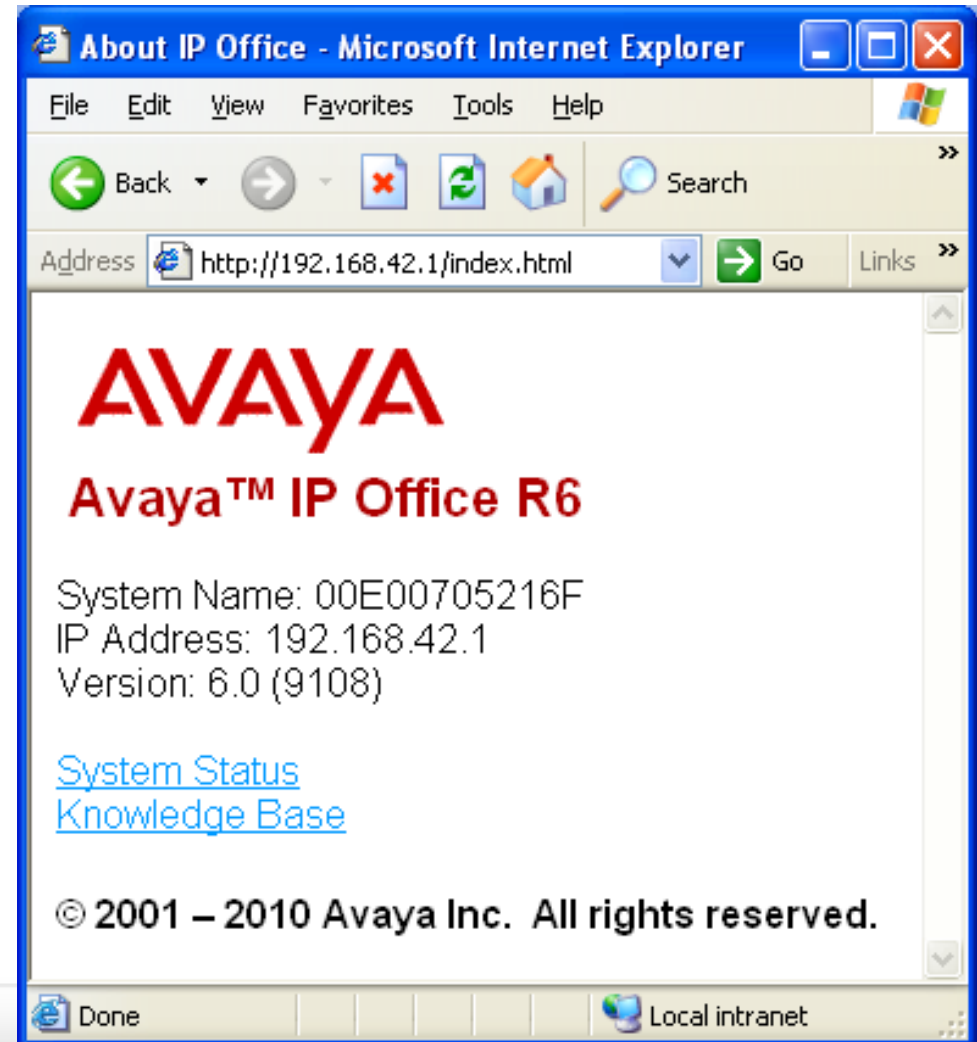 About IP Office - Microsoft Internet Explorer
File Edit View Favorites Tools Help
Back Search »
Address http://192.168.42.1/index.html Go Links »
AVAYA
Avaya™ IP Office R6
System Name: 00E00705216F
IP Address: 192.168.42.1
Version: 6.0 (9108)
System Status
Knowledge Base
© 2001 – 2010 Avaya Inc. All rights reserved.
Done Local intranet